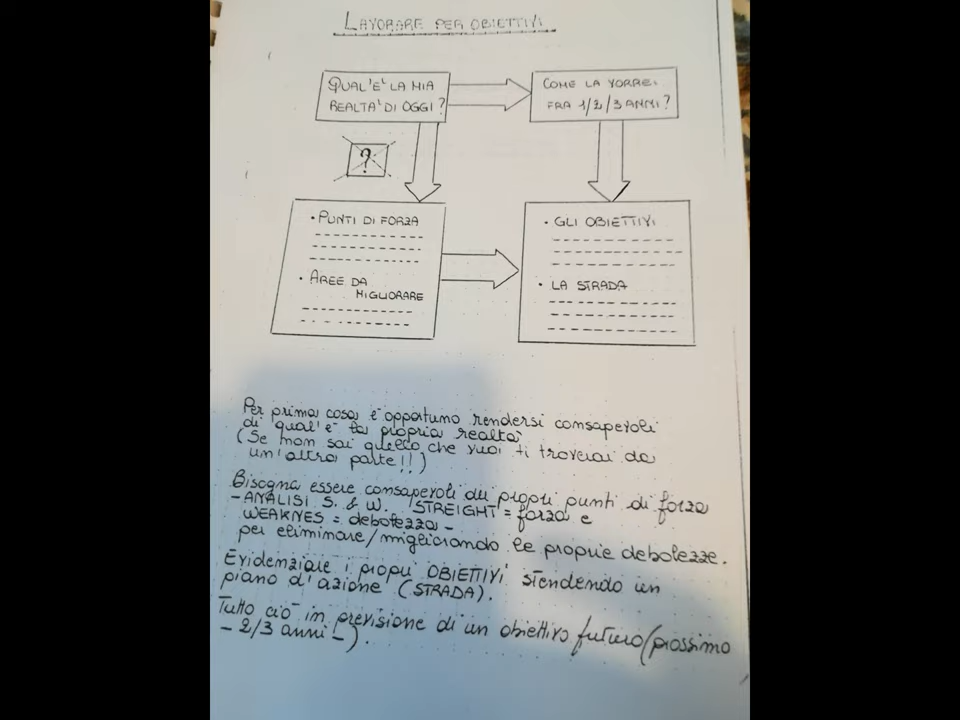 LAVORARE PER OBIETTIVI
QUAL'E' LA MIA
REALTA' DI OGGI?
COME LA VORREI
FRA 1/2/3 ANNI?
?
• PUNTI DI FORZA
• AREE DA
MIGLIORARE
• GLI OBIETTIVI
• LA STRADA
Per prima cosa è opportuno rendersi consapevoli
di qual'è la propria realtà
(Se non sai quello che vuoi ti troverai da
un'altra parte!!)
Bisogna essere consapevoli dei propri punti di forza
- ANALISI S. & W. STREIGHT = forza e
WEAKNES = debolezza -
per eliminare/migliorando le proprie debolezze.
Evidenziare i propri OBIETTIVI stendendo un
piano d'azione (STRADA).
Tutto ciò in previsione di un obiettivo futuro (prossimo
- 2/3 anni -).